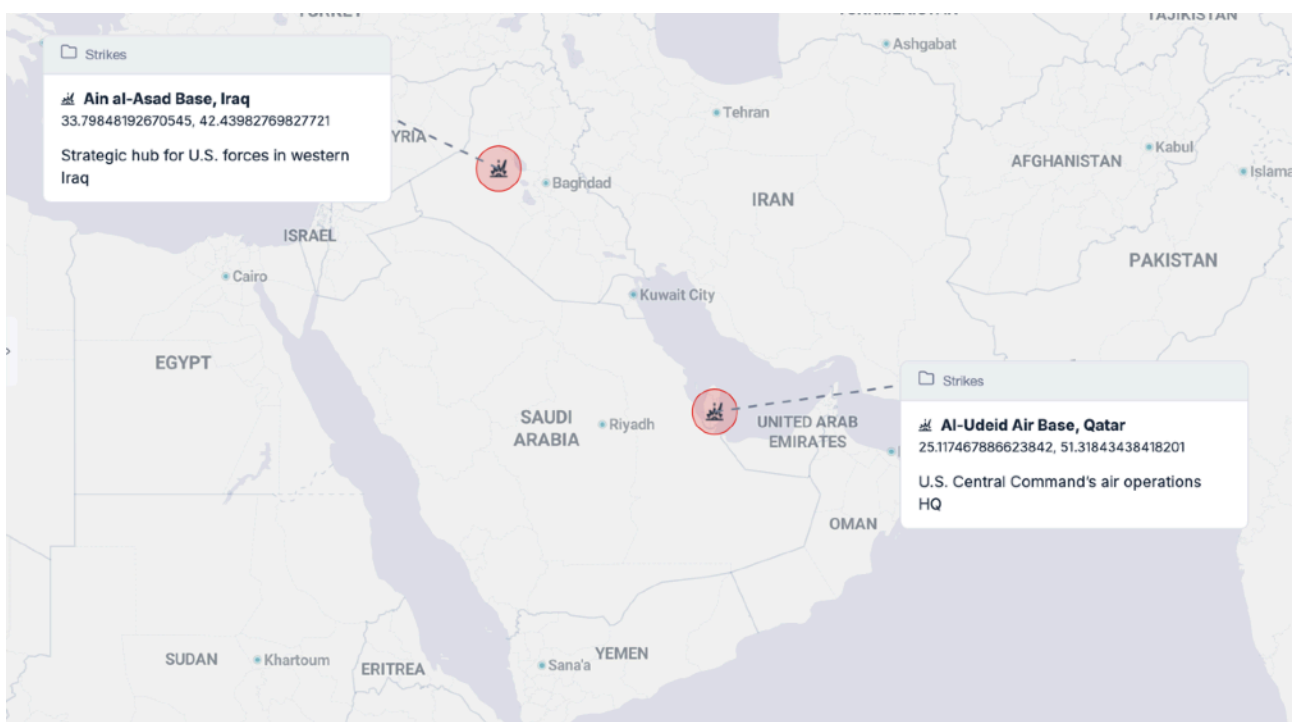 Strikes
Ain al-Asad Base, Iraq
33.79848192670545, 42.43982769827721
Strategic hub for U.S. forces in western
Iraq
TURKEY
TAJIKISTAN
Ashgabat
Tehran
YRIA
Kabul
AFGHANISTAN
Islama
Baghdad
IRAN
ISRAEL
PAKISTAN
Cairo
Kuwait City
EGYPT
Strikes
Al-Udeid Air Base, Qatar
25.117467886623842, 51.31843438418201
U.S. Central Command's air operations
HQ
SAUDI
ARABIA
Riyadh
UNITED ARAB
EMIRATES
OMAN
SUDAN
Khartoum
ERITREA
Sana'a
YEMEN